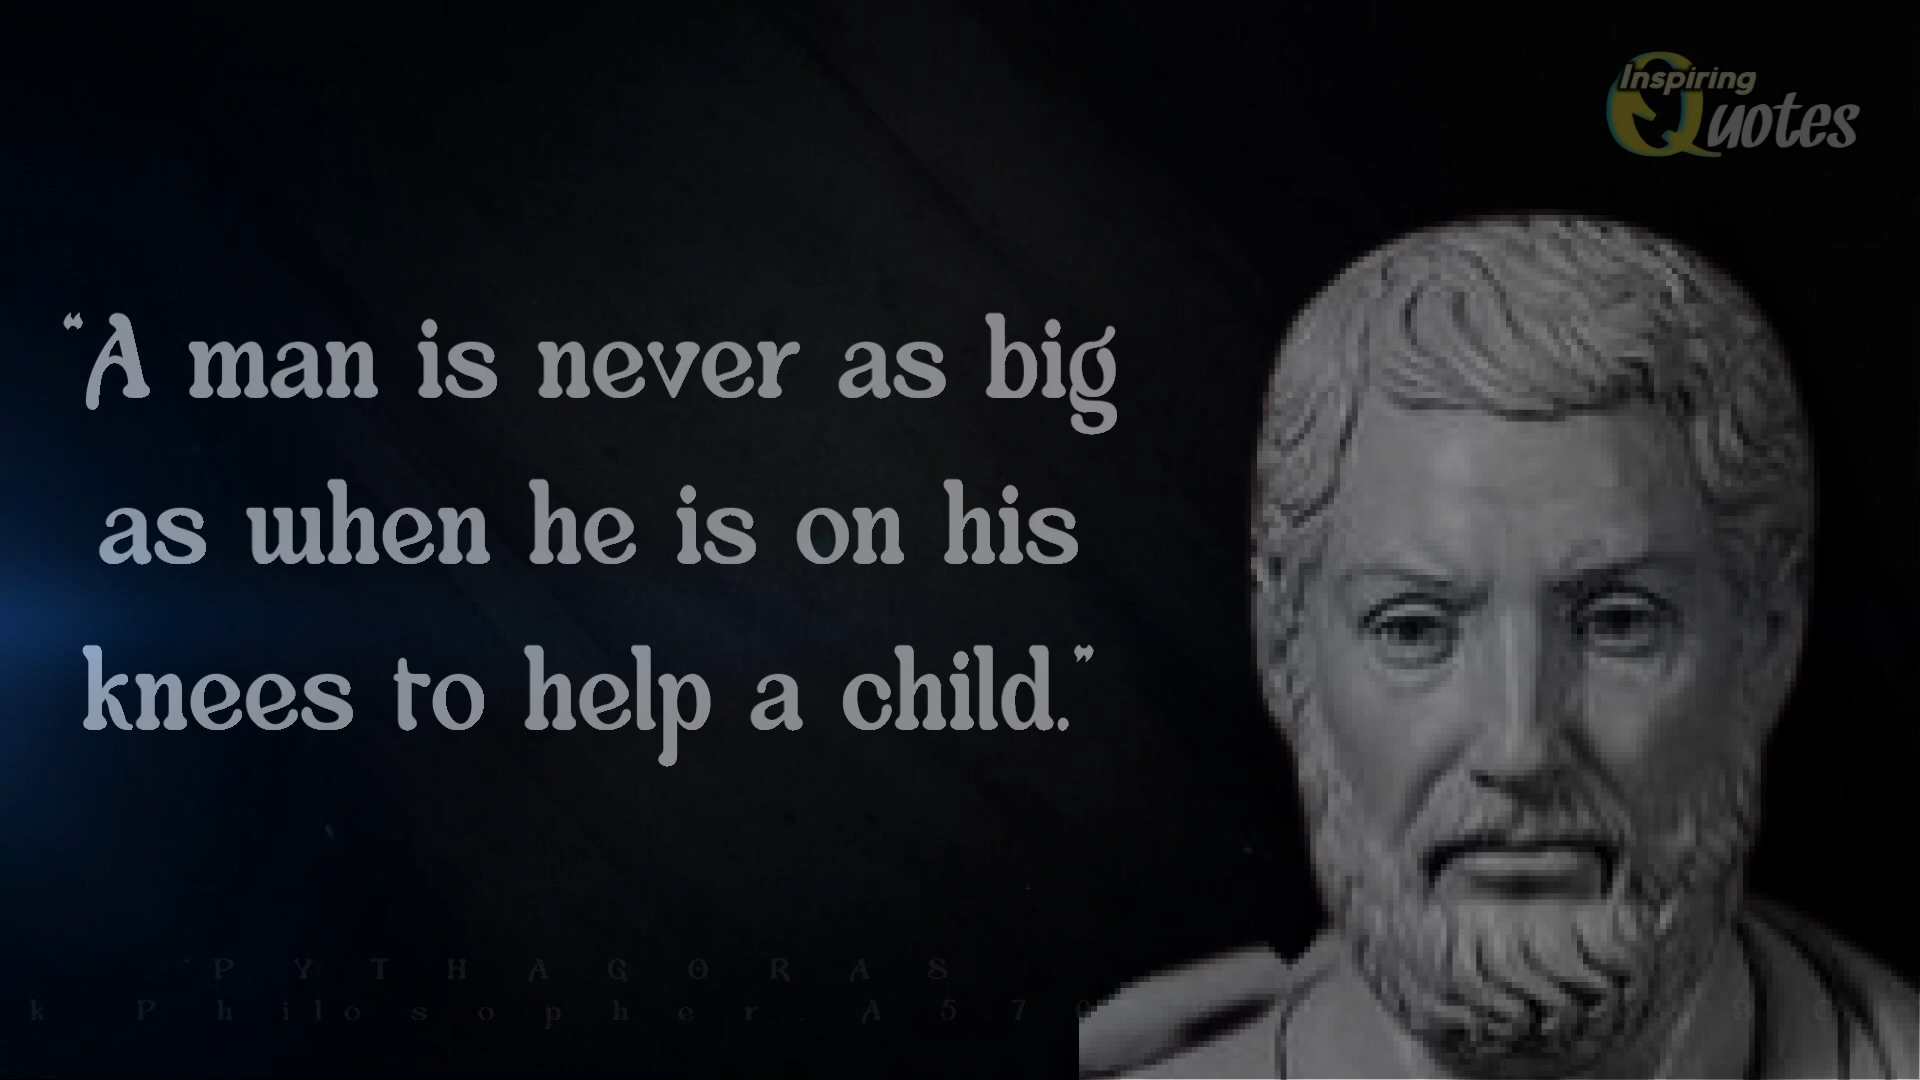 Inspiring
Quotes
“A man is never as big
as when he is on his
knees to help a child.”
PYTHAGORAS
k Philosopher. A570